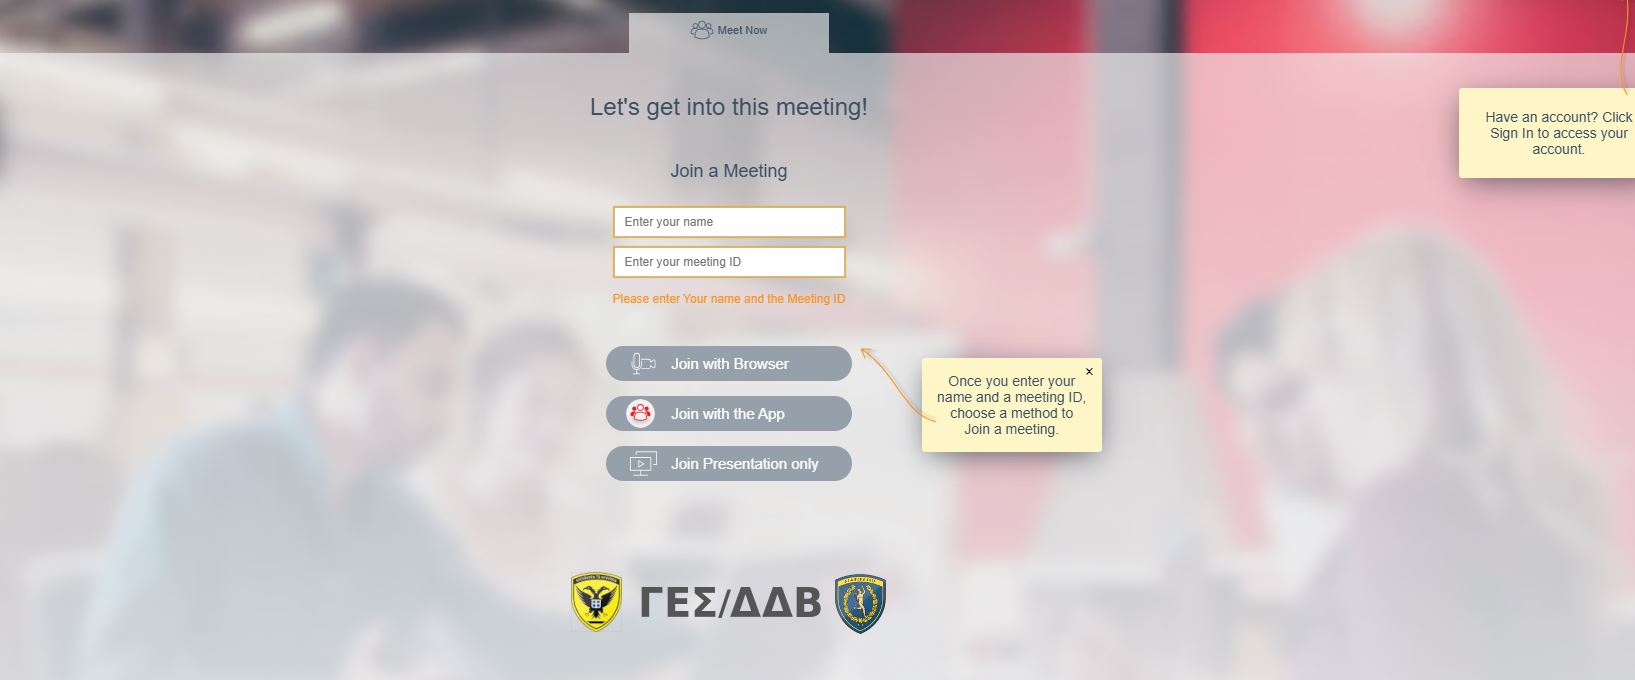 Meet Now
Let's get into this meeting!
Have an account? Click
Sign In to access your
account.
Join a Meeting
Enter your name
Enter your meeting ID
Please enter Your name and the Meeting ID
Join with Browser
Join with the App
Join Presentation only
Once you enter your
name and a meeting ID,
choose a method to
Join a meeting.
ΓΕΣ/ΔΔΒ